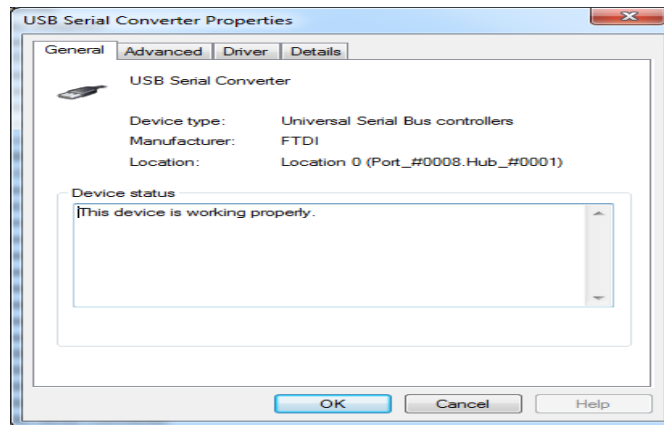 USB Serial Converter Properties
General Advanced Driver Details
USB Serial Converter
Device type: Universal Serial Bus controllers
Manufacturer: FTDI
Location: Location 0 (Port_#0008.Hub_#0001)
Device status
This device is working properly.
OK Cancel Help